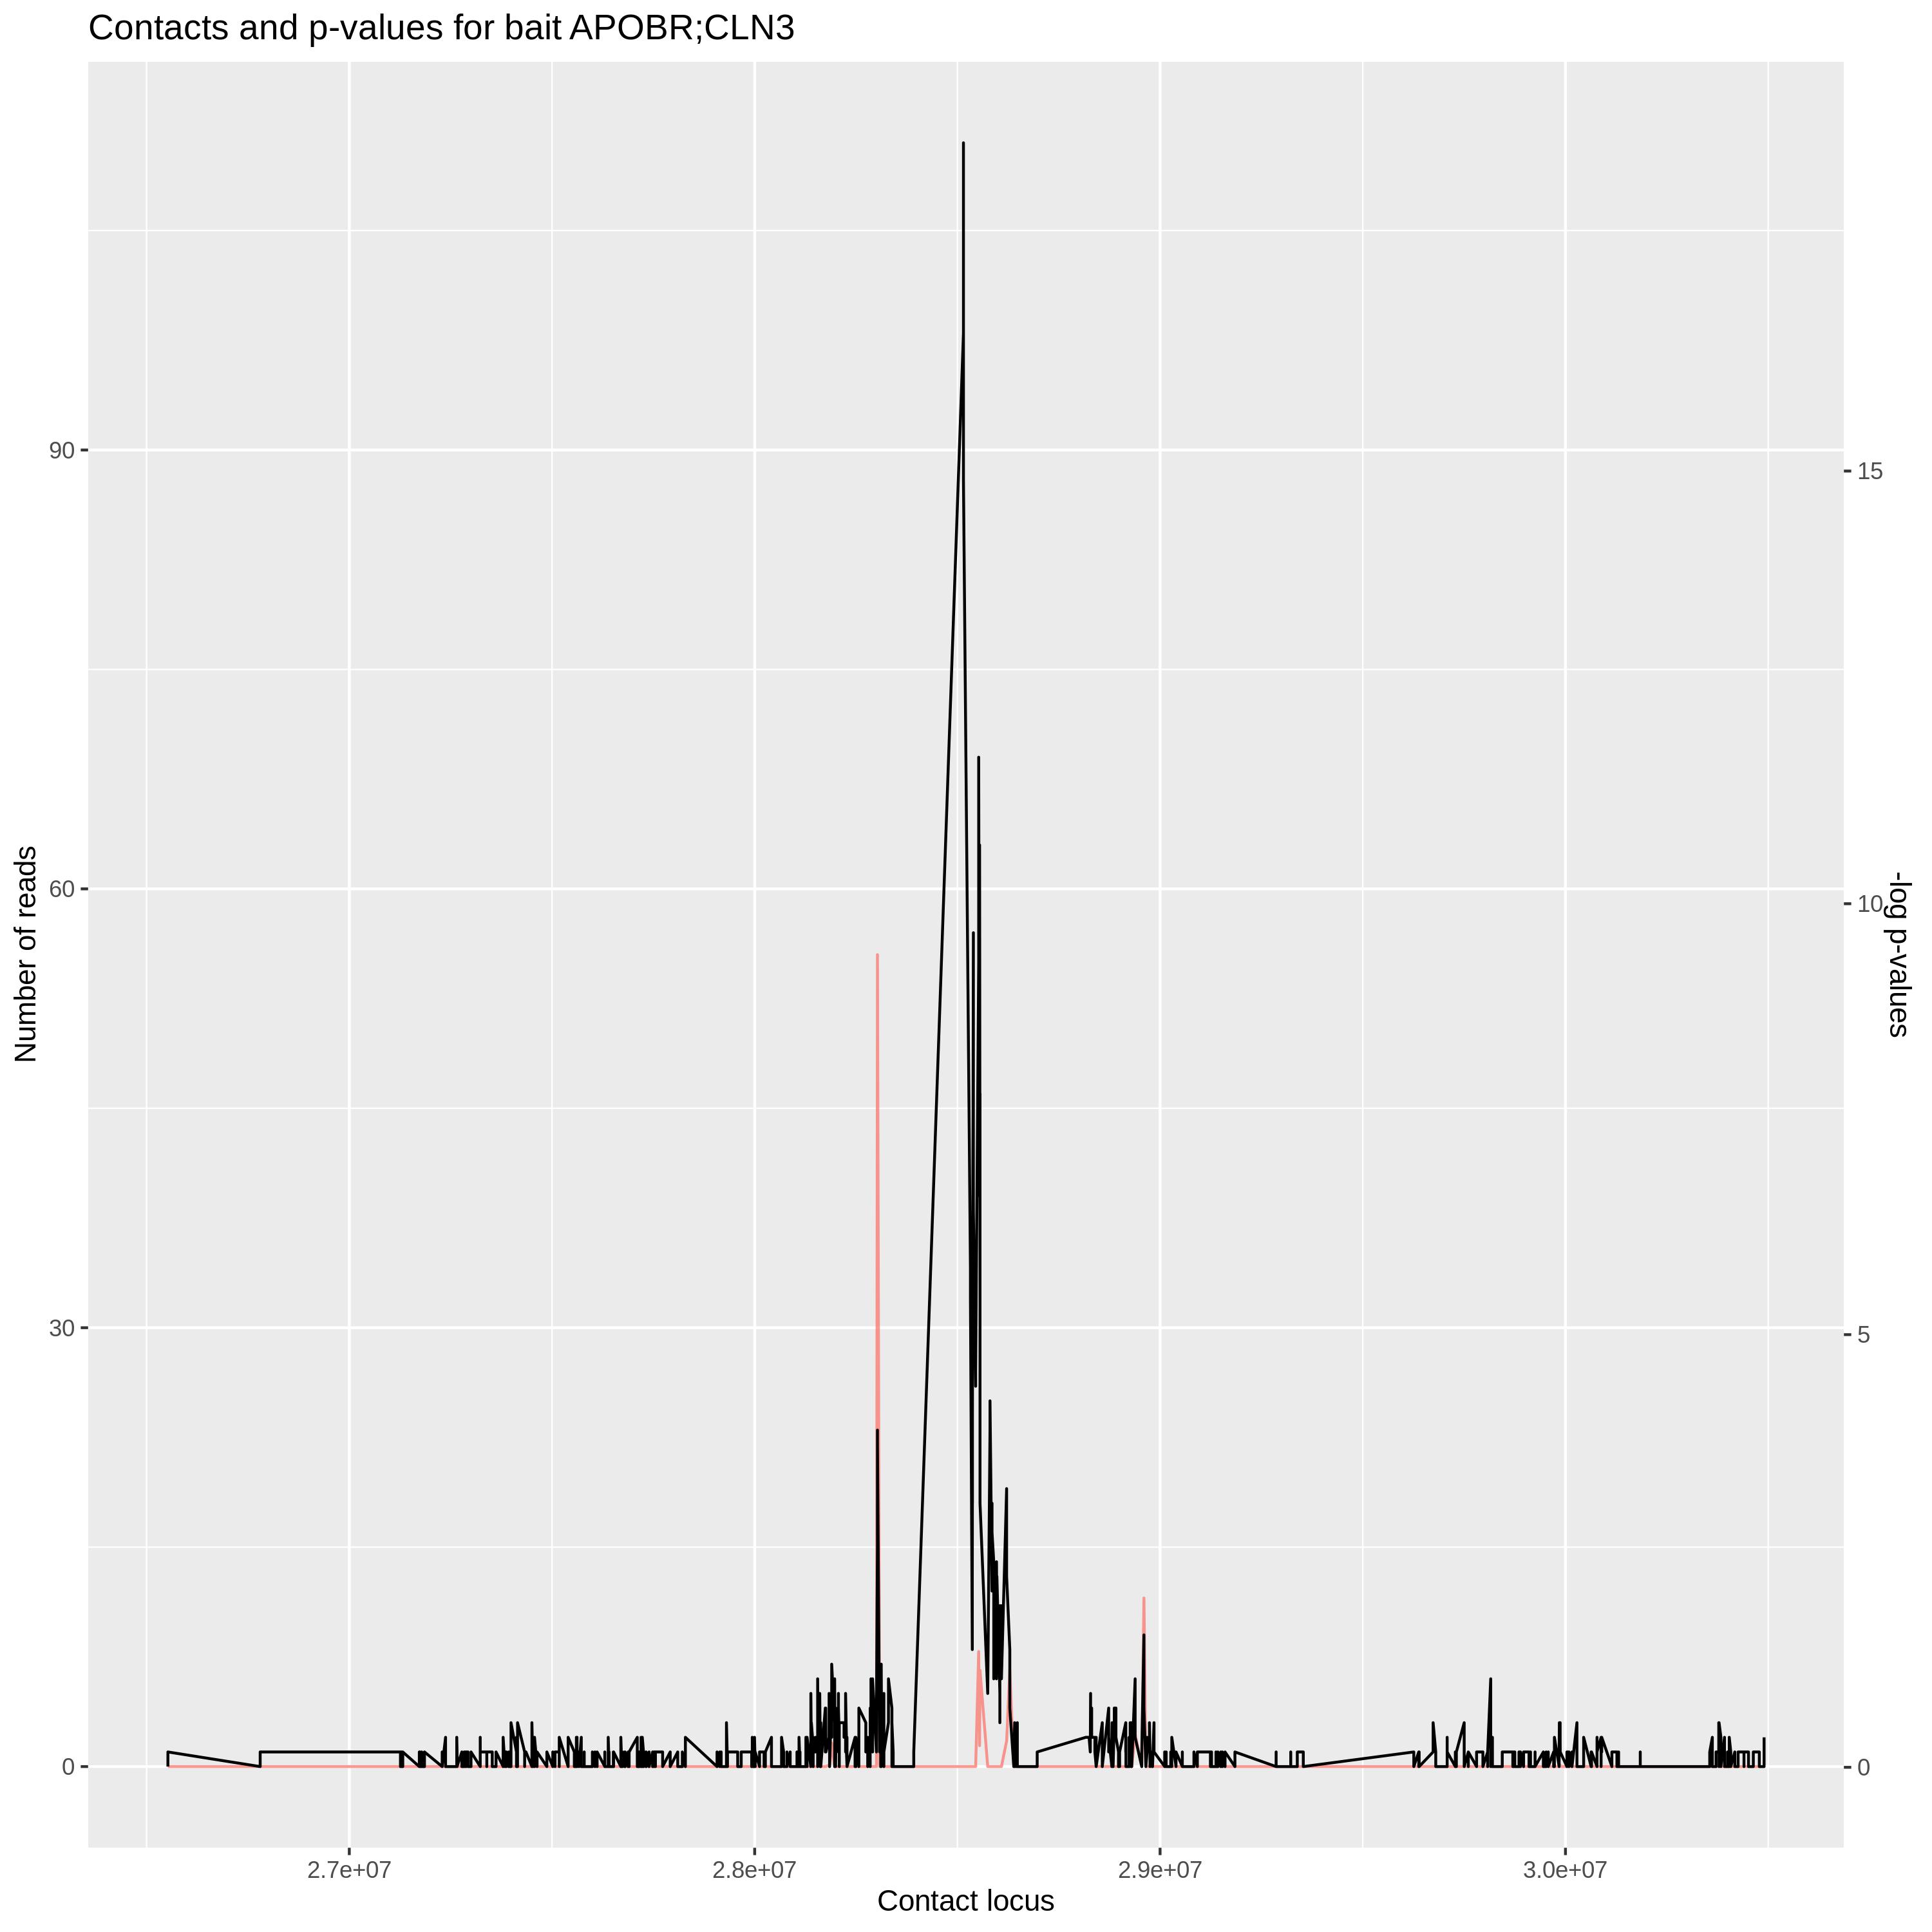 Contacts and p-values for bait APOBR;CLN3
Number of reads
90
60
30
0
15
10
5
0
-log p-values
2.7e+07
2.8e+07
2.9e+07
3.0e+07
Contact locus